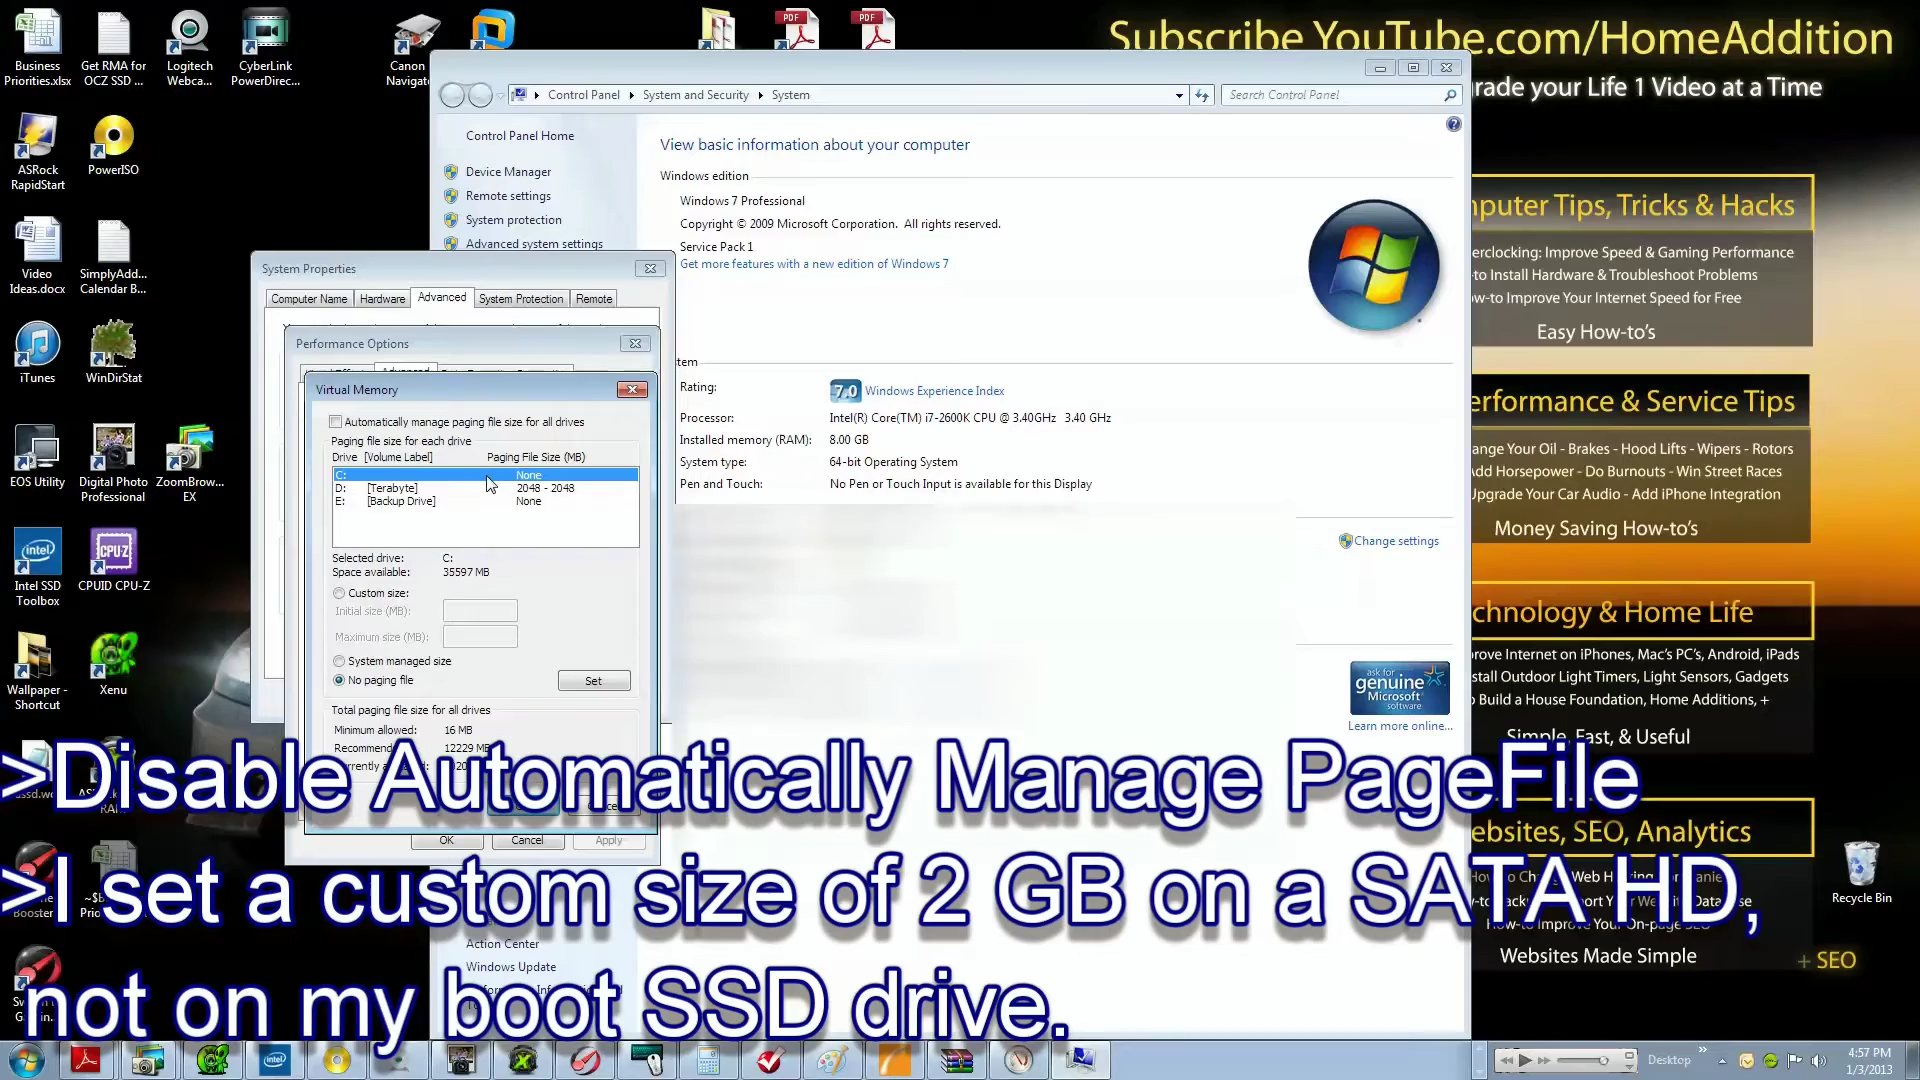 Business Priorities.xlsx
Get RMA for OCZ SSD ...
Logitech Webca...
CyberLink PowerDirec...
Canon Navigat
PDF
PDF
Subscribe YouTube.com/HomeAddition
grade your Life 1 Video at a Time
Control Panel
System and Security
System
Search Control Panel
Control Panel Home
Device Manager
Remote settings
System protection
Advanced system settings
View basic information about your computer
Windows edition
Windows 7 Professional
Copyright © 2009 Microsoft Corporation. All rights reserved.
Service Pack 1
Get more features with a new edition of Windows 7
tem
Rating:
7.0 Windows Experience Index
Processor: Intel(R) Core(TM) i7-2600K CPU @ 3.40GHz 3.40 GHz
Installed memory (RAM): 8.00 GB
System type: 64-bit Operating System
Pen and Touch: No Pen or Touch Input is available for this Display
Change settings
ask for
genuine
Microsoft
software
Learn more online...
ASRock RapidStart
PowerISO
Video Ideas.docx
SimplyAdd... Calendar B...
iTunes
WinDirStat
EOS Utility
Digital Photo Professional
ZoomBrow... EX
intel
Intel SSD Toolbox
CPU-Z
CPUID CPU-Z
Wallpaper - Shortcut
Xenu
System Properties
Computer Name
Hardware
Advanced
System Protection
Remote
Performance Options
Virtual Memory
Automatically manage paging file size for all drives
Paging file size for each drive
Drive [Volume Label] Paging File Size (MB)
C: None
D: [Terabyte] 2048 - 2048
E: [Backup Drive] None
Selected drive: C:
Space available: 35597 MB
Custom size:
Initial size (MB):
Maximum size (MB):
System managed size
No paging file
Set
Total paging file size for all drives
Minimum allowed: 16 MB
Recommen 12229 MB
OK
Cancel
Apply
>Disable Automatically Manage PageFile
>I set a custom size of 2 GB on a SATA HD,
not on my boot SSD drive.
Action Center
Windows Update
nputer Tips, Tricks & Hacks
erclocking: Improve Speed & Gaming Performance
-to Install Hardware & Troubleshoot Problems
ow-to Improve Your Internet Speed for Free
Easy How-to's
erformance & Service Tips
ange Your Oil - Brakes - Hood Lifts - Wipers - Rotors
Add Horsepower - Do Burnouts - Win Street Races
Upgrade Your Car Audio - Add iPhone Integration
Money Saving How-to's
chnology & Home Life
prove Internet on iPhones, Mac's PC's, Android, iPads
stall Outdoor Light Timers, Light Sensors, Gadgets
Build a House Foundation, Home Additions, +
Simple, Fast, & Useful
ebsites, SEO, Analytics
How-to Improve Your On-page SEO
Websites Made Simple
+ SEO
Recycle Bin
intel
Desktop
4:57 PM
1/3/2013